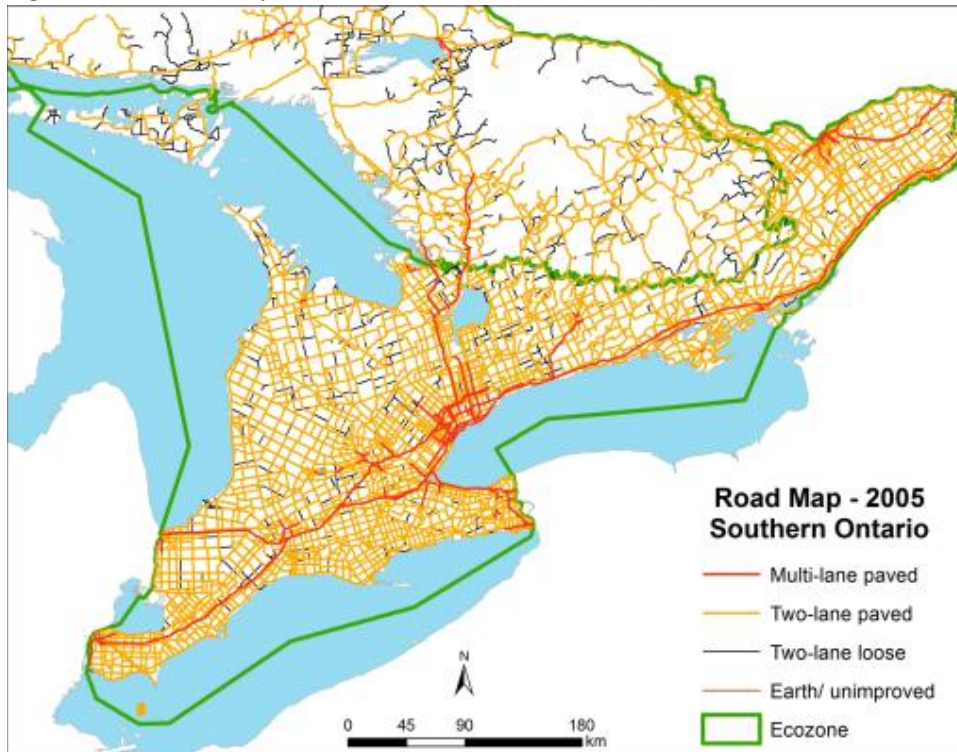 Road Map - 2005
Southern Ontario
Multi-lane paved
Two-lane paved
Two-lane loose
Earth/ unimproved
Ecozone
N
0 45 90 180
km